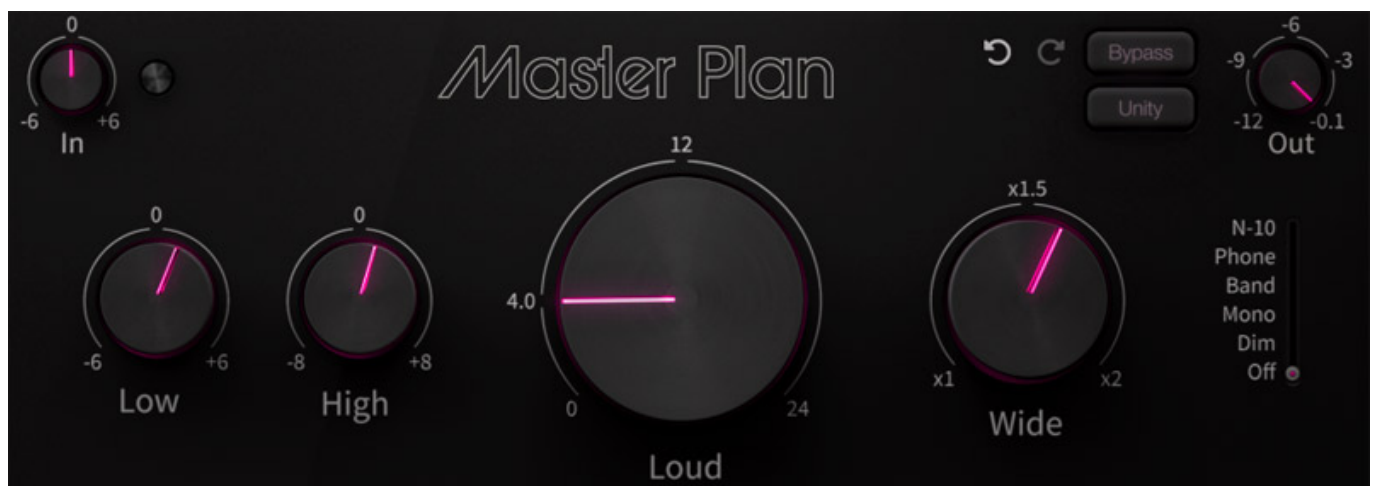 0
-6 +6
In
Master Plan
Bypass
Unity
-6
-9 -3
-12 -0.1
Out
0
-6 +6
Low
0
-8 +8
High
12
4.0
0 24
Loud
x1.5
x1 x2
Wide
N-10
Phone
Band
Mono
Dim
Off